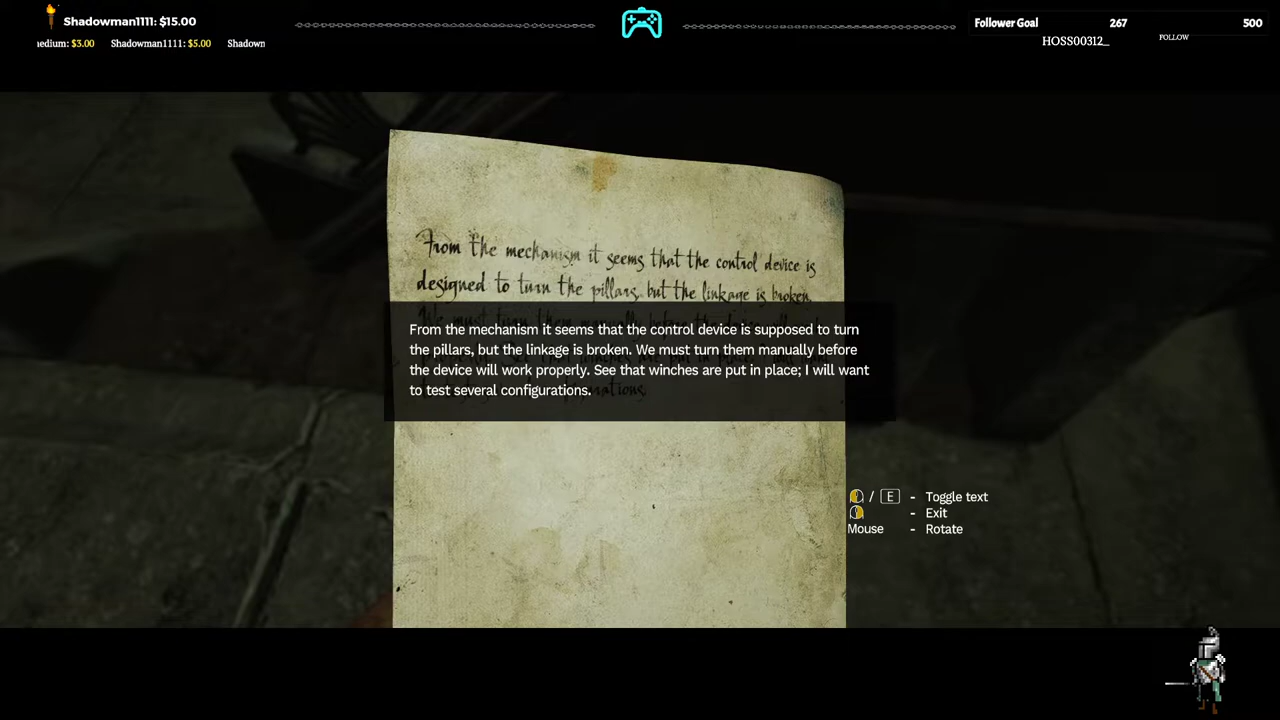 Shadowman1111: $15.00
Follower Goal 267 500
edium: $3.00 Shadowman1111: $5.00 Shadown
HOSS00312_ FOLLOW
From the mechanism it seems that the control device is
designed to turn the pillars, but the linkage is broken.
From the mechanism it seems that the control device is supposed to turn
the pillars, but the linkage is broken. We must turn them manually before
the device will work properly. See that winches are put in place; I will want
to test several configurations.
/ E - Toggle text
- Exit
Mouse - Rotate